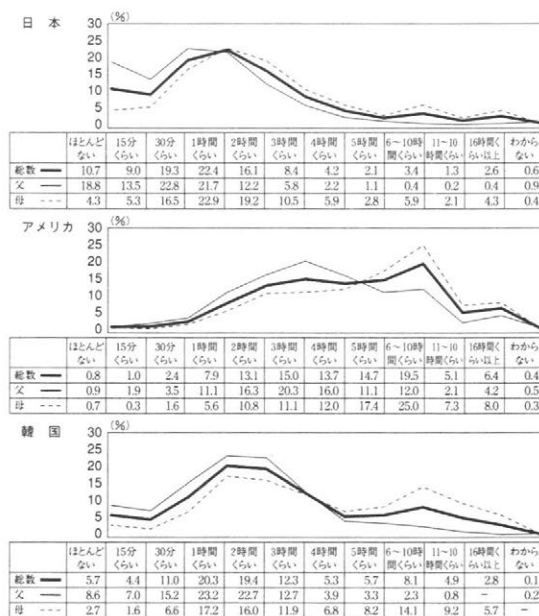 日本 (%)
30
25
20
15
10
5
0
ほとんどない 15分くらい 30分くらい 1時間くらい 2時間くらい 3時間くらい 4時間くらい 5時間くらい 6～10時間くらい 11～10時間くらい 16時間くらい以上 わからない
総数 10.7 9.0 19.3 22.4 16.1 8.4 4.2 2.1 3.4 1.3 2.6 0.6
父 18.8 13.5 22.8 21.7 12.2 5.8 2.2 1.1 0.4 0.2 0.4 0.9
母 4.3 5.3 16.5 22.9 19.2 10.5 5.9 2.8 5.9 2.1 4.3 0.4
アメリカ (%)
30
25
20
15
10
5
0
ほとんどない 15分くらい 30分くらい 1時間くらい 2時間くらい 3時間くらい 4時間くらい 5時間くらい 6～10時間くらい 11～10時間くらい 16時間くらい以上 わからない
総数 0.8 1.0 2.4 7.9 13.1 15.0 13.7 14.7 19.5 5.1 6.4 0.4
父 0.9 1.9 3.5 11.1 16.3 20.3 16.0 11.1 12.0 2.1 4.2 0.5
母 0.7 0.3 1.6 5.6 10.8 11.1 12.0 17.4 25.0 7.3 8.0 0.3
韓国 (%)
30
25
20
15
10
5
0
ほとんどない 15分くらい 30分くらい 1時間くらい 2時間くらい 3時間くらい 4時間くらい 5時間くらい 6～10時間くらい 11～10時間くらい 16時間くらい以上 わからない
総数 5.7 4.4 11.0 20.3 19.4 12.3 5.3 5.7 8.1 4.9 2.8 0.1
父 8.6 7.0 15.2 23.2 22.7 12.7 3.9 3.3 2.3 0.8 － 0.2
母 2.7 1.6 6.6 17.2 16.0 11.9 6.8 8.2 14.1 9.2 5.7 －